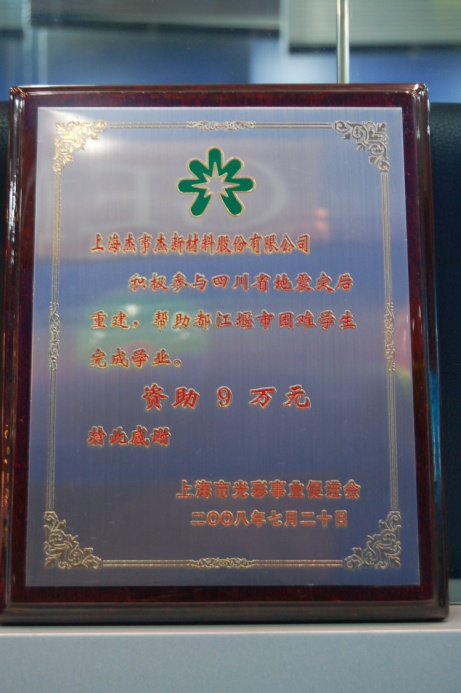 上海杰事杰新材料股份有限公司
积极参与四川省地震灾后
重建，帮助都江堰市困难学生
完成学业。
资助 9 万元
特此感谢
上海市光彩事业促进会
二〇〇八年七月二十日